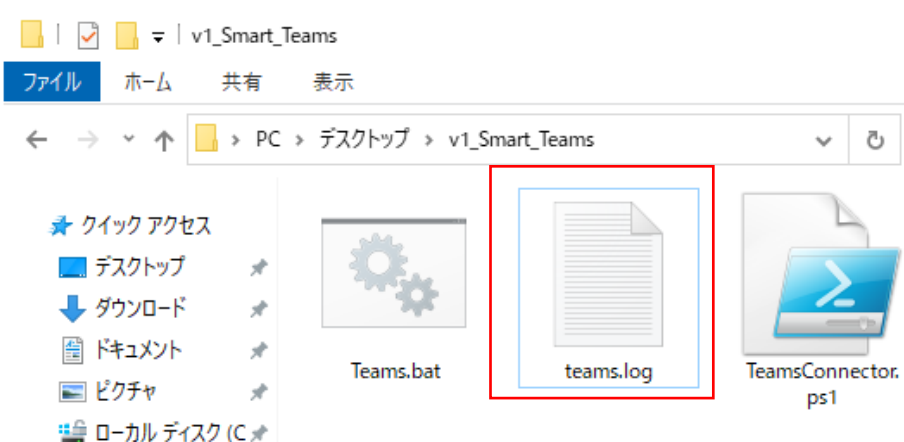 v1_Smart_Teams
ファイル ホーム 共有 表示
PC › デスクトップ › v1_Smart_Teams
クイック アクセス
デスクトップ
ダウンロード
ドキュメント
ピクチャ
ローカル ディスク (C
Teams.bat
teams.log
TeamsConnector.
ps1